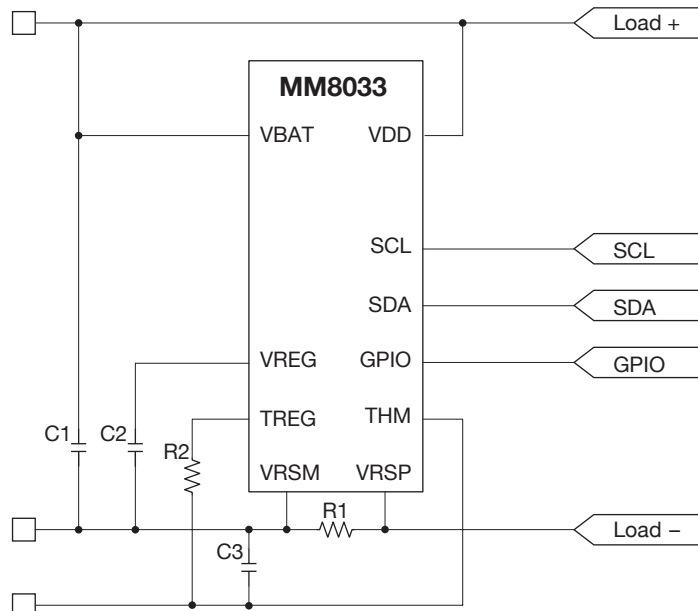 Load +
MM8033
VBAT VDD
SCL SCL
SDA SDA
VREG GPIO GPIO
C1 C2 R2 TREG THM
VRSM VRSP
R1 Load −
C3